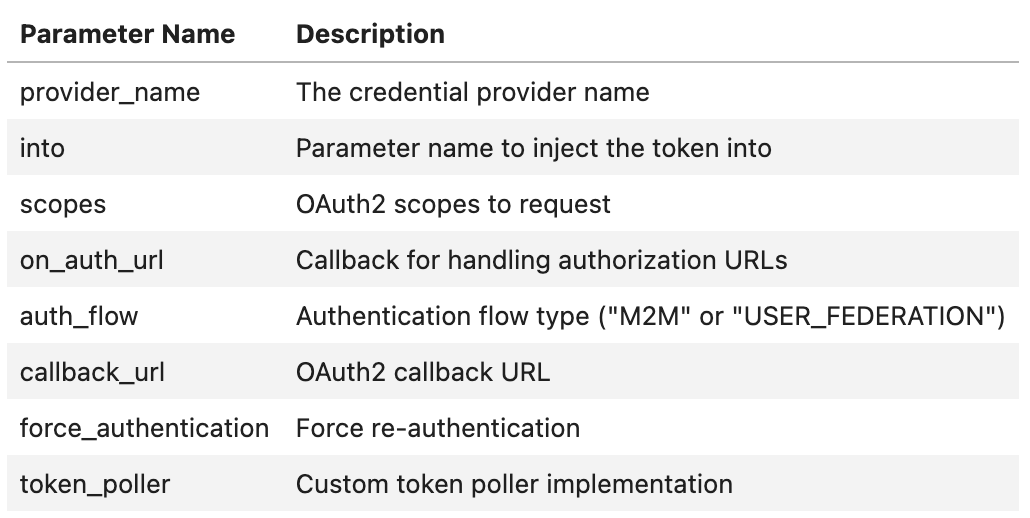 Parameter Name Description
provider_name The credential provider name
into Parameter name to inject the token into
scopes OAuth2 scopes to request
on_auth_url Callback for handling authorization URLs
auth_flow Authentication flow type ("M2M" or "USER_FEDERATION")
callback_url OAuth2 callback URL
force_authentication Force re-authentication
token_poller Custom token poller implementation